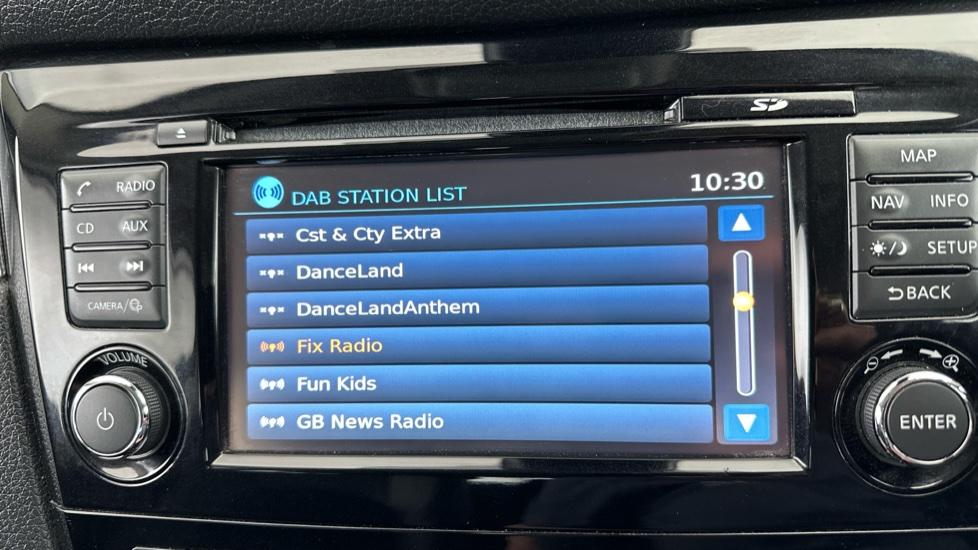 SD
RADIO
CD AUX
CAMERA/
VOLUME
DAB STATION LIST 10:30
Cst & Cty Extra
DanceLand
DanceLandAnthem
Fix Radio
Fun Kids
GB News Radio
MAP
NAV INFO
SETUP
BACK
ENTER